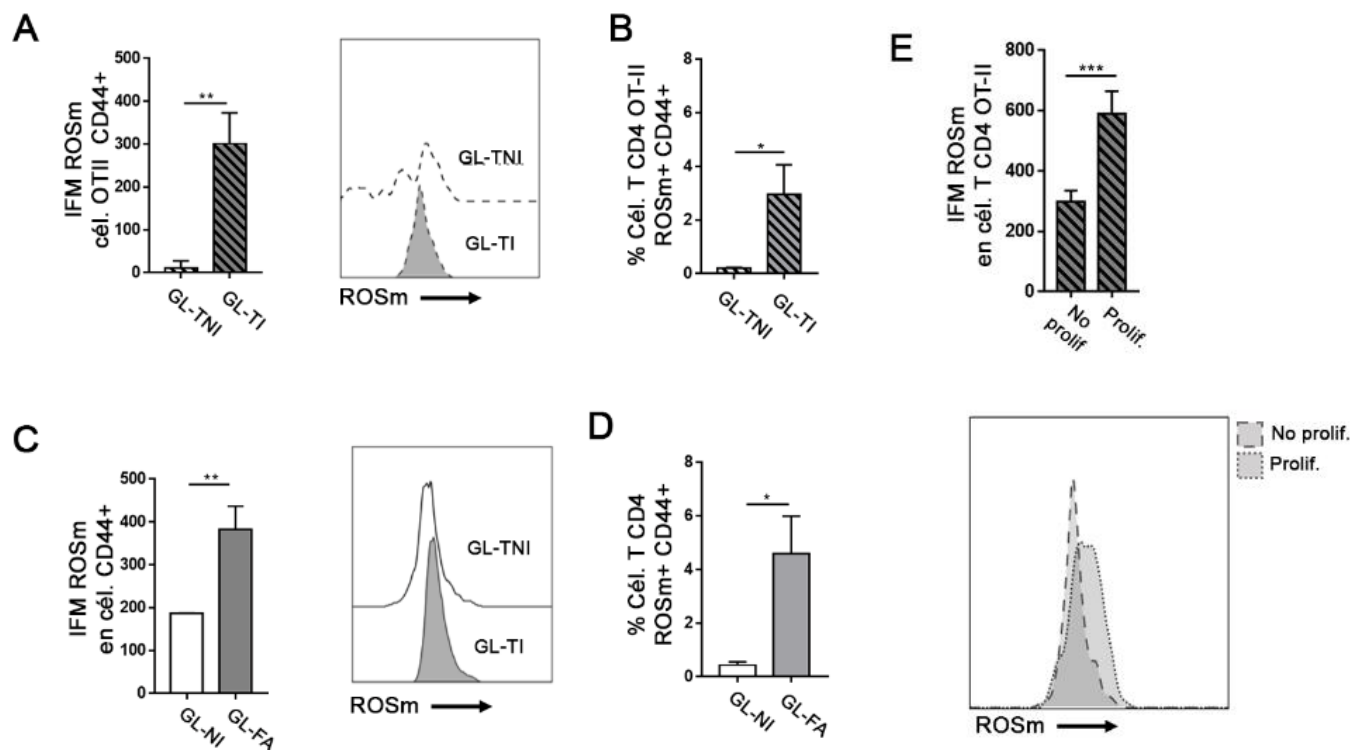 A
IFM ROSm
cél. OTII CD44+
500
400
300
200
100
0
**
GL-TNI
GL-TI
GL-TNI
GL-TI
ROSm
B
% Cél. T CD4 OT-II
ROSm+ CD44+
8
6
4
2
0
*
GL-TNI
GL-TI
E
IFM ROSm
en cél. T CD4 OT-II
800
600
400
200
0
***
No
prolif
Prolif.
C
IFM ROSm
en cél. CD44+
500
400
300
200
100
0
**
GL-NI
GL-FA
GL-TNI
GL-TI
ROSm
D
% Cél. T CD4
ROSm+ CD44+
8
6
4
2
0
*
GL-NI
GL-FA
No prolif.
Prolif.
ROSm